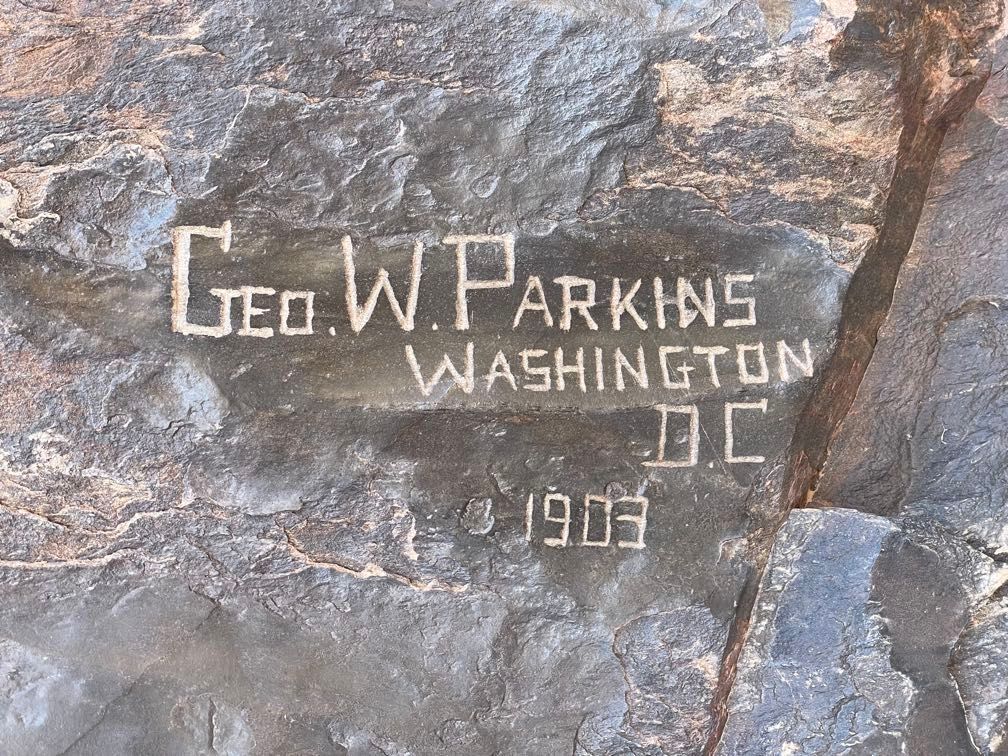 GEO. W. PARKINS
WASHINGTON
D.C
1903